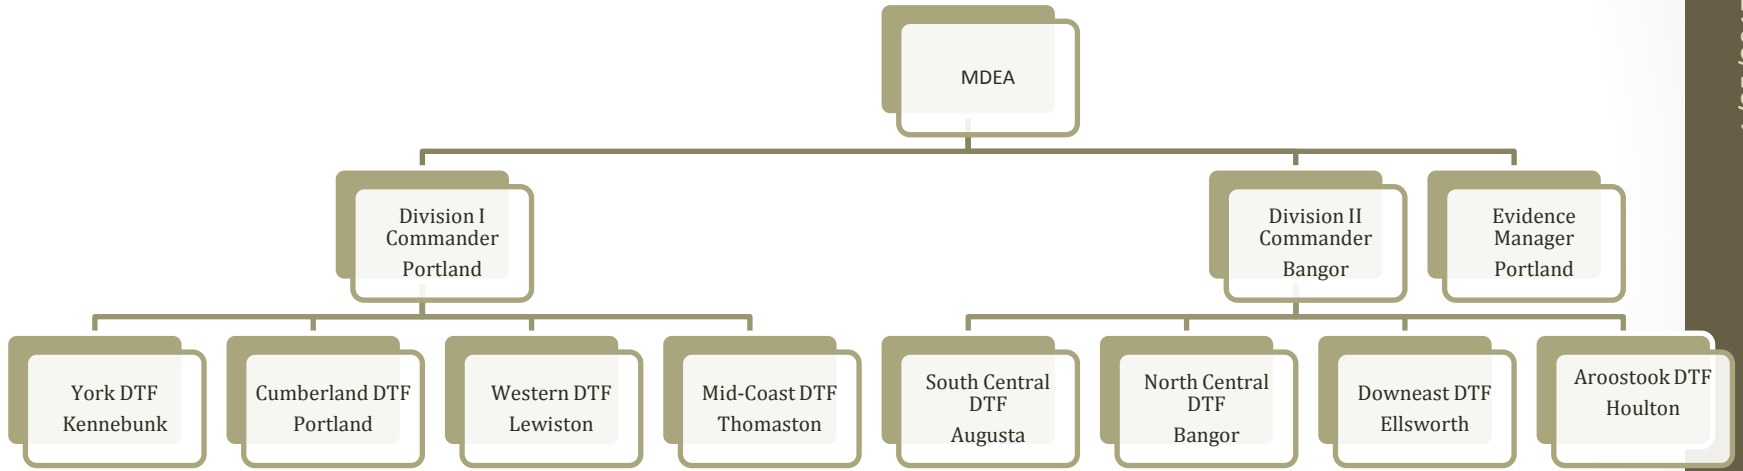 MDEA
Division I
Commander
Portland
Division II
Commander
Bangor
Evidence
Manager
Portland
York DTF
Kennebunk
Cumberland DTF
Portland
Western DTF
Lewiston
Mid-Coast DTF
Thomaston
South Central
DTF
Augusta
North Central
DTF
Bangor
Downeast DTF
Ellsworth
Aroostook DTF
Houlton